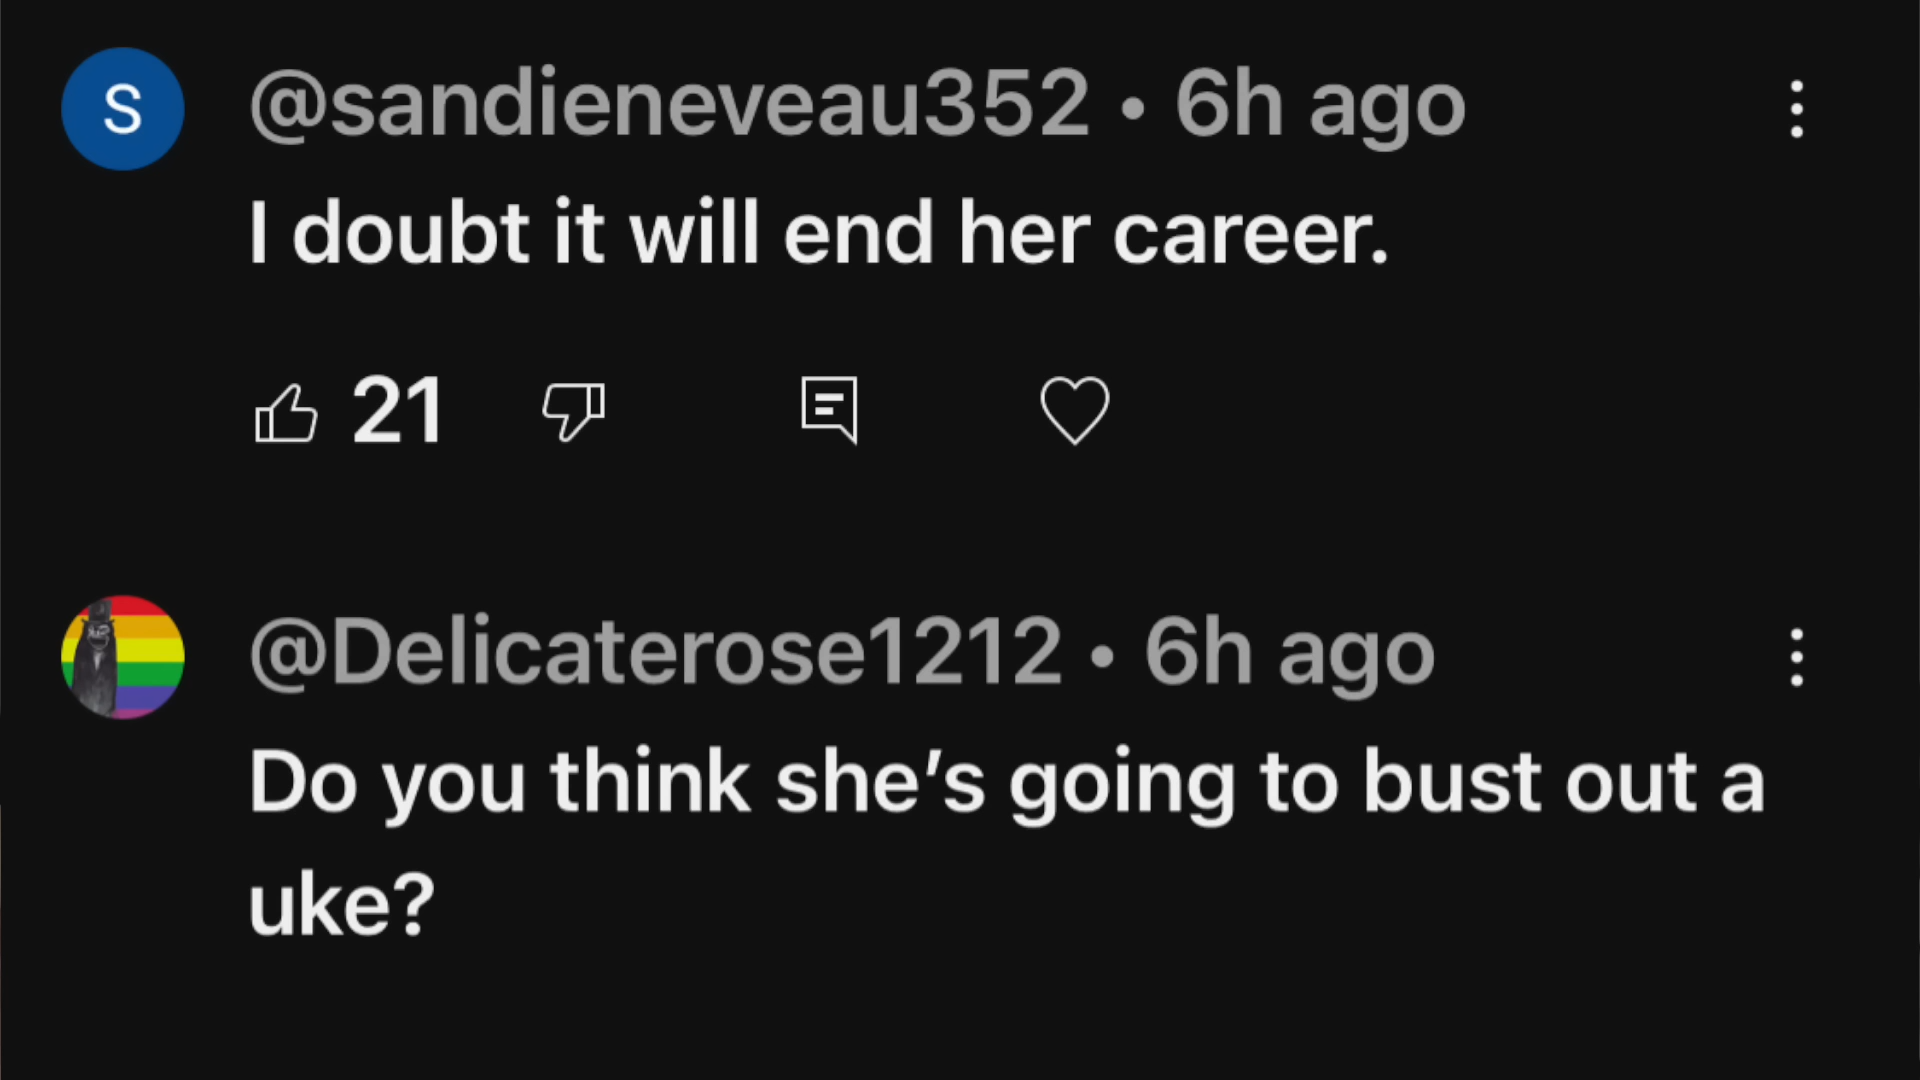 S
@sandieneveau352 • 6h ago
I doubt it will end her career.
21
@Delicaterose1212 • 6h ago
Do you think she’s going to bust out a
uke?